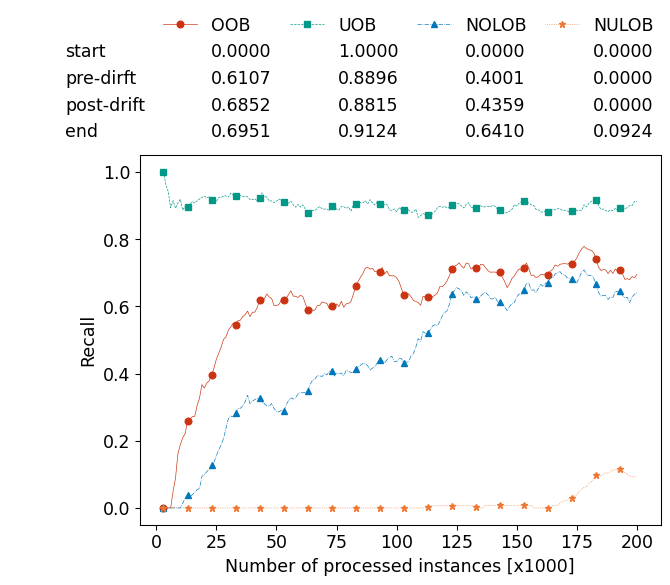 OOB UOB NOLOB NULOB
start 0.0000 1.0000 0.0000 0.0000
pre-dirft 0.6107 0.8896 0.4001 0.0000
post-drift 0.6852 0.8815 0.4359 0.0000
end 0.6951 0.9124 0.6410 0.0924
1.0
0.8
0.6
0.4
0.2
0.0
Recall
0 25 50 75 100 125 150 175 200
Number of processed instances [x1000]